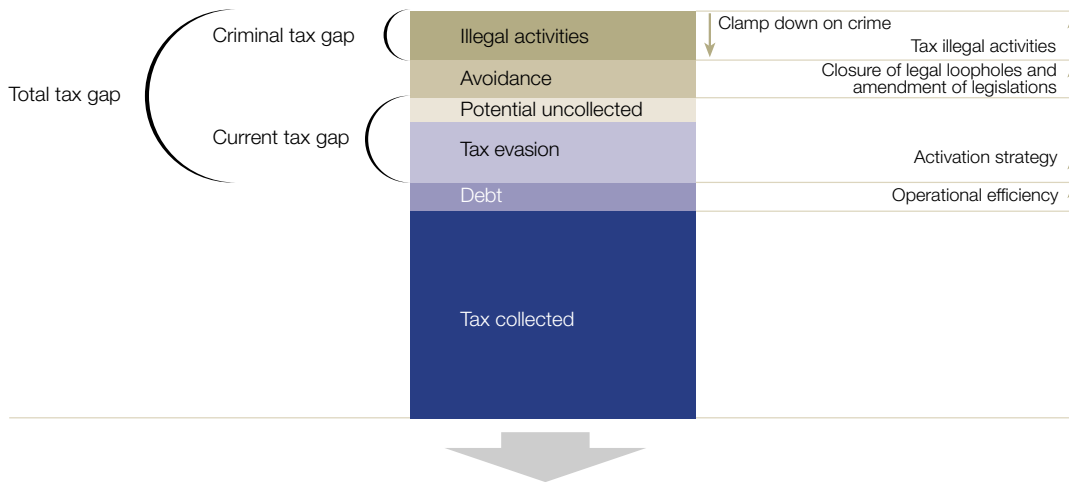 Total tax gap
Criminal tax gap
Current tax gap
Illegal activities
Avoidance
Potential uncollected
Tax evasion
Debt
Tax collected
Clamp down on crime
Tax illegal activities
Closure of legal loopholes and
amendment of legislations
Activation strategy
Operational efficiency